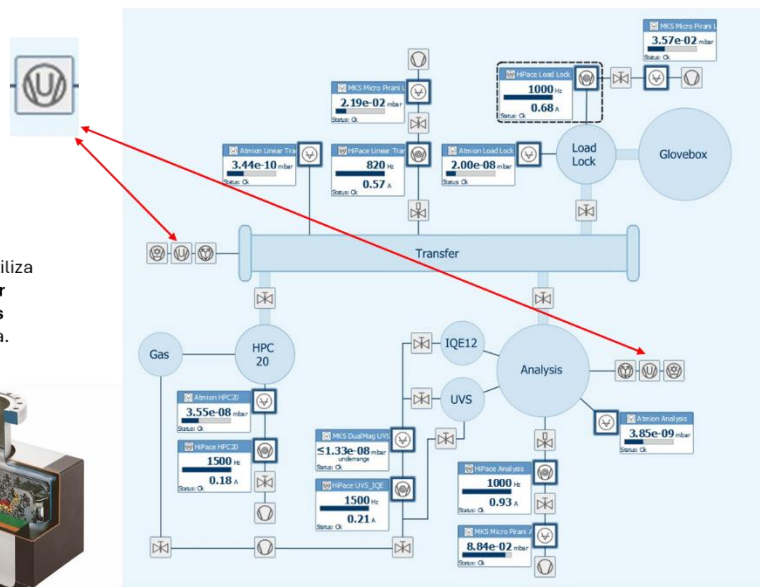 MKS Micro Pirani L
3.57e-02 mbar
Status: Ok
HiPace Load Lock
1000 Hz
0.68 A
Status: Ok
MKS Micro Pirani L
2.19e-02 mbar
Status: Ok
Atmion Linear Tra
3.44e-10 mbar
Status: Ok
HiPace Linear Tran
820 Hz
0.57 A
Status: Ok
Atmion Load Lock
2.00e-08 mbar
Status: Ok
Load
Lock
Glovebox
Transfer
iliza
r
s
a.
Gas
HPC
20
IQE12
Analysis
UVS
Atmion HPC20
3.55e-08 mbar
Status: Ok
HiPace HPC20
1500 Hz
0.18 A
Status: Ok
MKS DualMag UVS
≤1.33e-08 mbar
underrange
Status: Ok
HiPace UVS_IQE
1500 Hz
0.21 A
Status: Ok
Atmion Analysis
3.85e-09 mbar
Status: Ok
HiPace Analysis
1000 Hz
0.93 A
Status: Ok
MKS Micro Pirani A
8.84e-02 mbar
Status: Ok